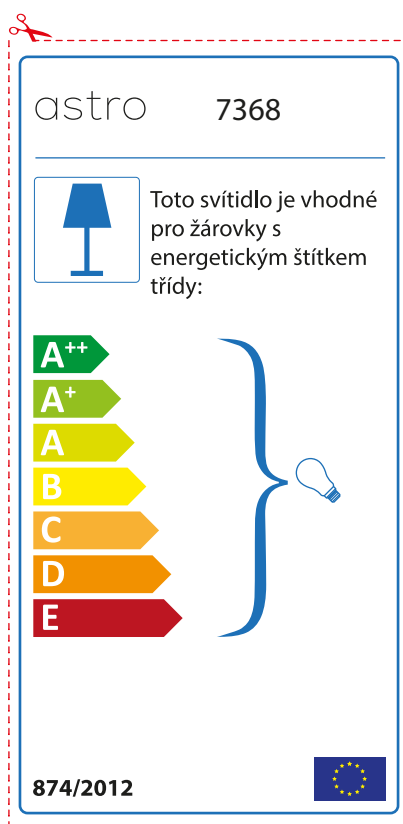 astro 7368
Toto svítidlo je vhodné
pro žárovky s
energetickým štítkem
třídy:
A++
A+
A
B
C
D
E
874/2012